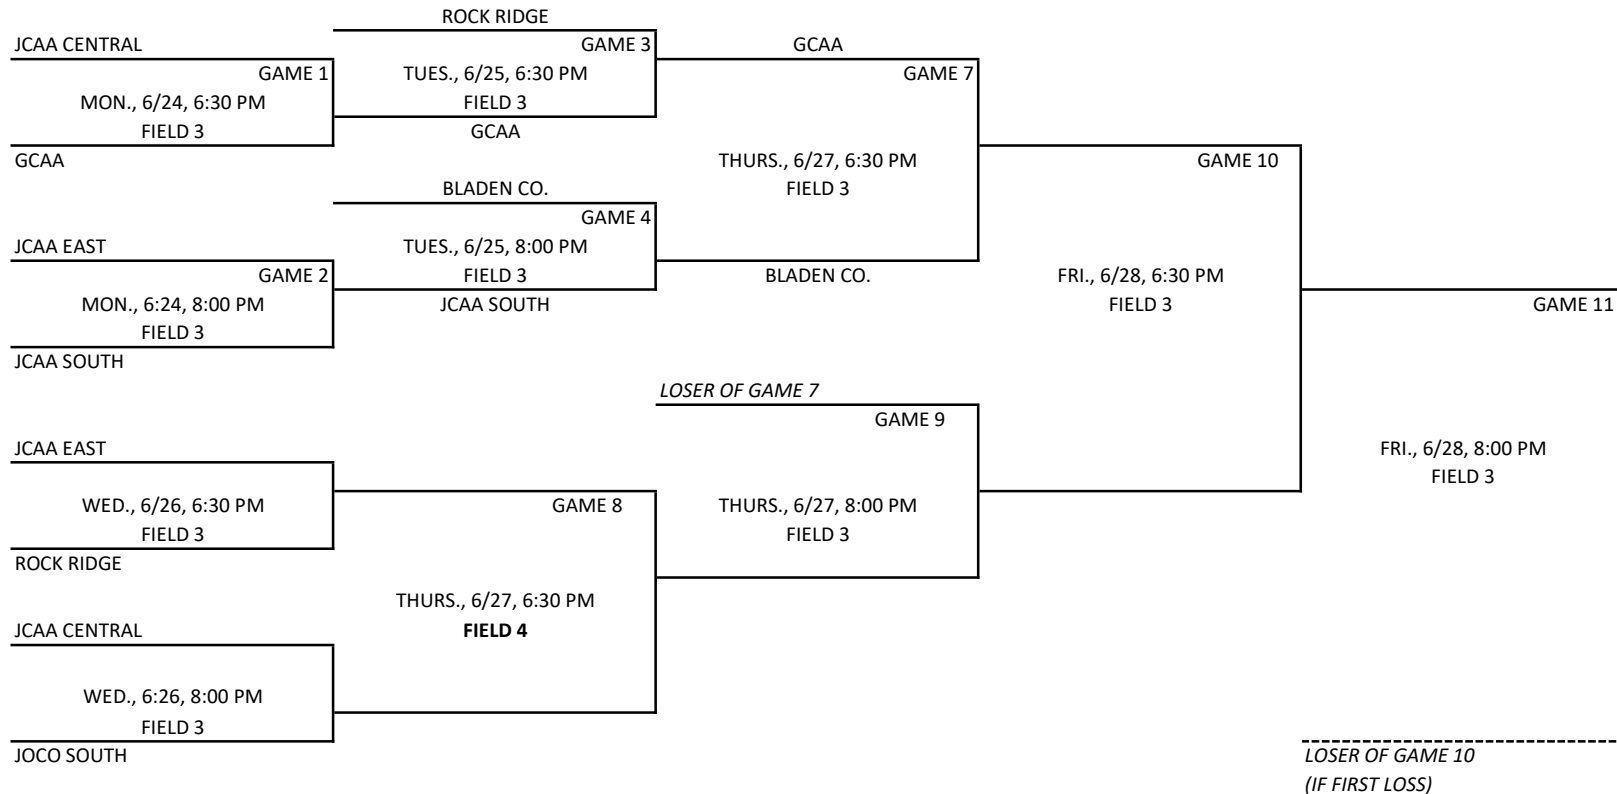 ROCK RIDGE
JCAA CENTRAL
GAME 3
GCAA
GAME 1
TUES., 6/25, 6:30 PM
GAME 7
MON., 6/24, 6:30 PM
FIELD 3
FIELD 3
GCAA
GCAA
THURS., 6/27, 6:30 PM
GAME 10
BLADEN CO.
FIELD 3
GAME 4
JCAA EAST
TUES., 6/25, 8:00 PM
GAME 2
FIELD 3
BLADEN CO.
FRI., 6/28, 6:30 PM
MON., 6:24, 8:00 PM
JCAA SOUTH
FIELD 3
GAME 11
FIELD 3
JCAA SOUTH
LOSER OF GAME 7
GAME 9
JCAA EAST
FRI., 6/28, 8:00 PM
FIELD 3
WED., 6/26, 6:30 PM
GAME 8
THURS., 6/27, 8:00 PM
FIELD 3
FIELD 3
ROCK RIDGE
THURS., 6/27, 6:30 PM
JCAA CENTRAL
FIELD 4
WED., 6:26, 8:00 PM
FIELD 3
JOCO SOUTH
LOSER OF GAME 10
(IF FIRST LOSS)